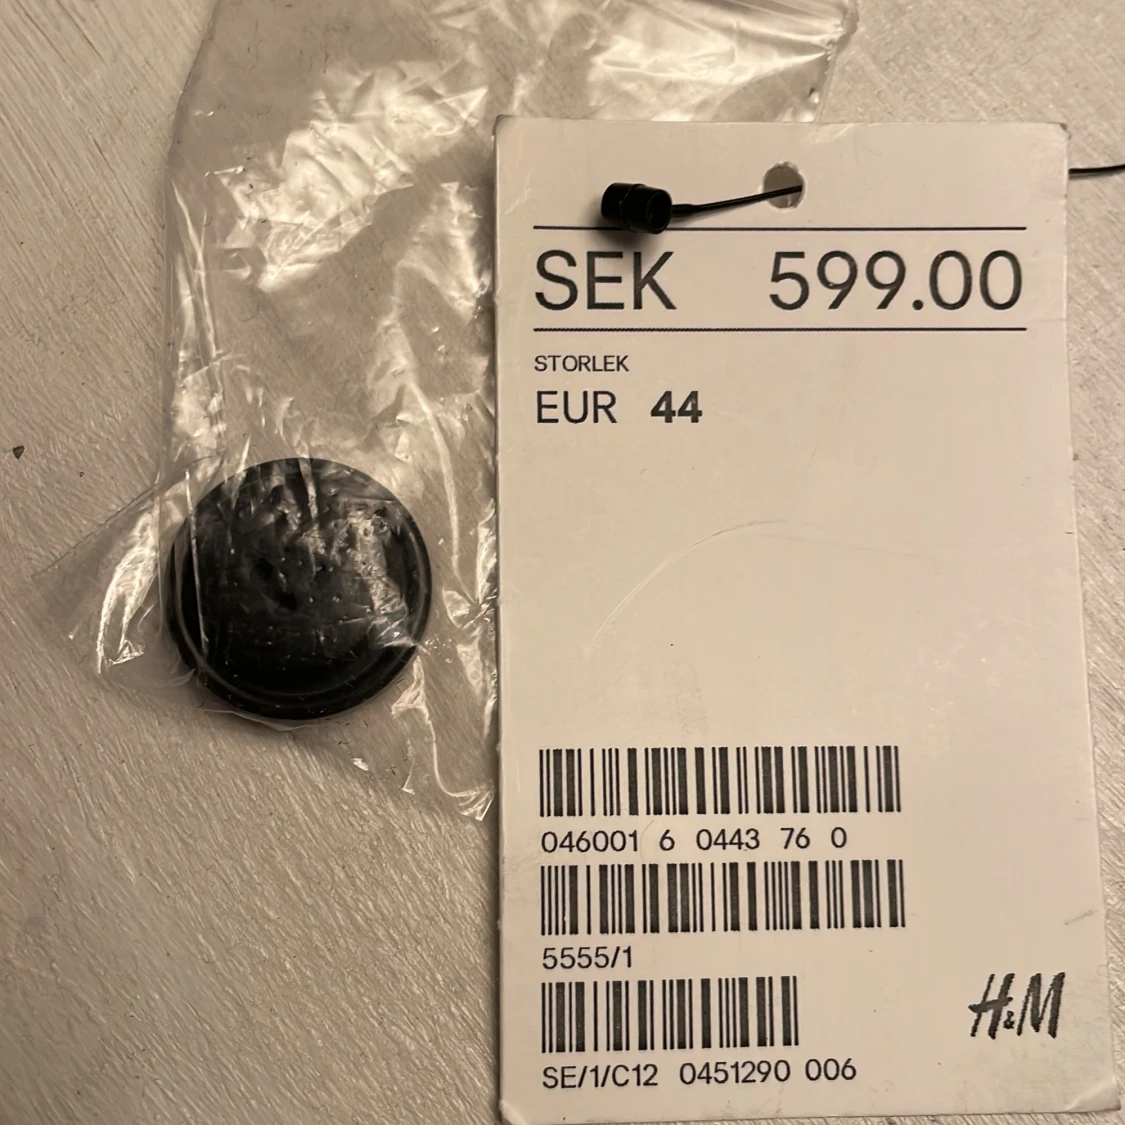 SEK 599.00
STORLEK
EUR 44
046001 6 0443 76 0
5555/1
H&M
SE/1/C12 0451290 006